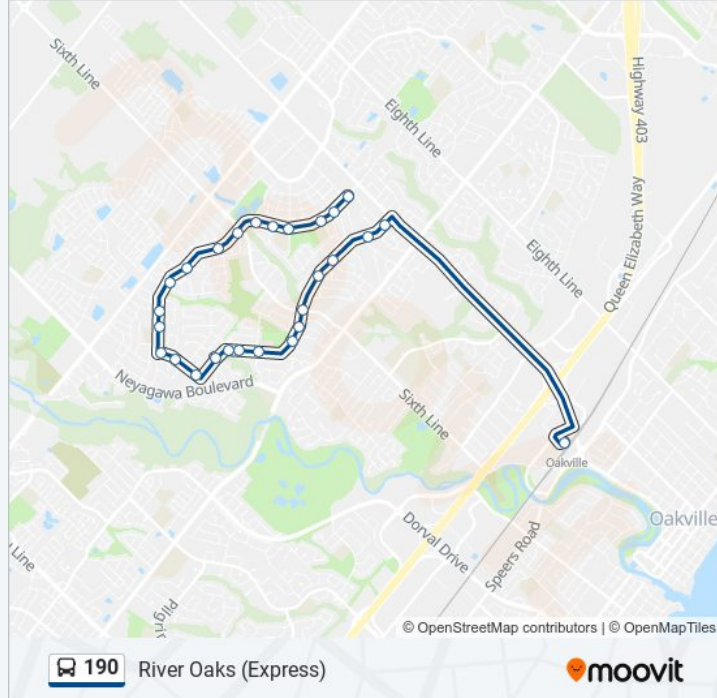 Sixth Line
Eighth Line
Highway 403
Queen Elizabeth Way
Eighth Line
Neyagawa Boulevard
Sixth Line
Oakville
Oakville
Dorval Drive
Speers Road
Line
© OpenStreetMap contributors | © OpenMapTiles
190 River Oaks (Express)
moovit